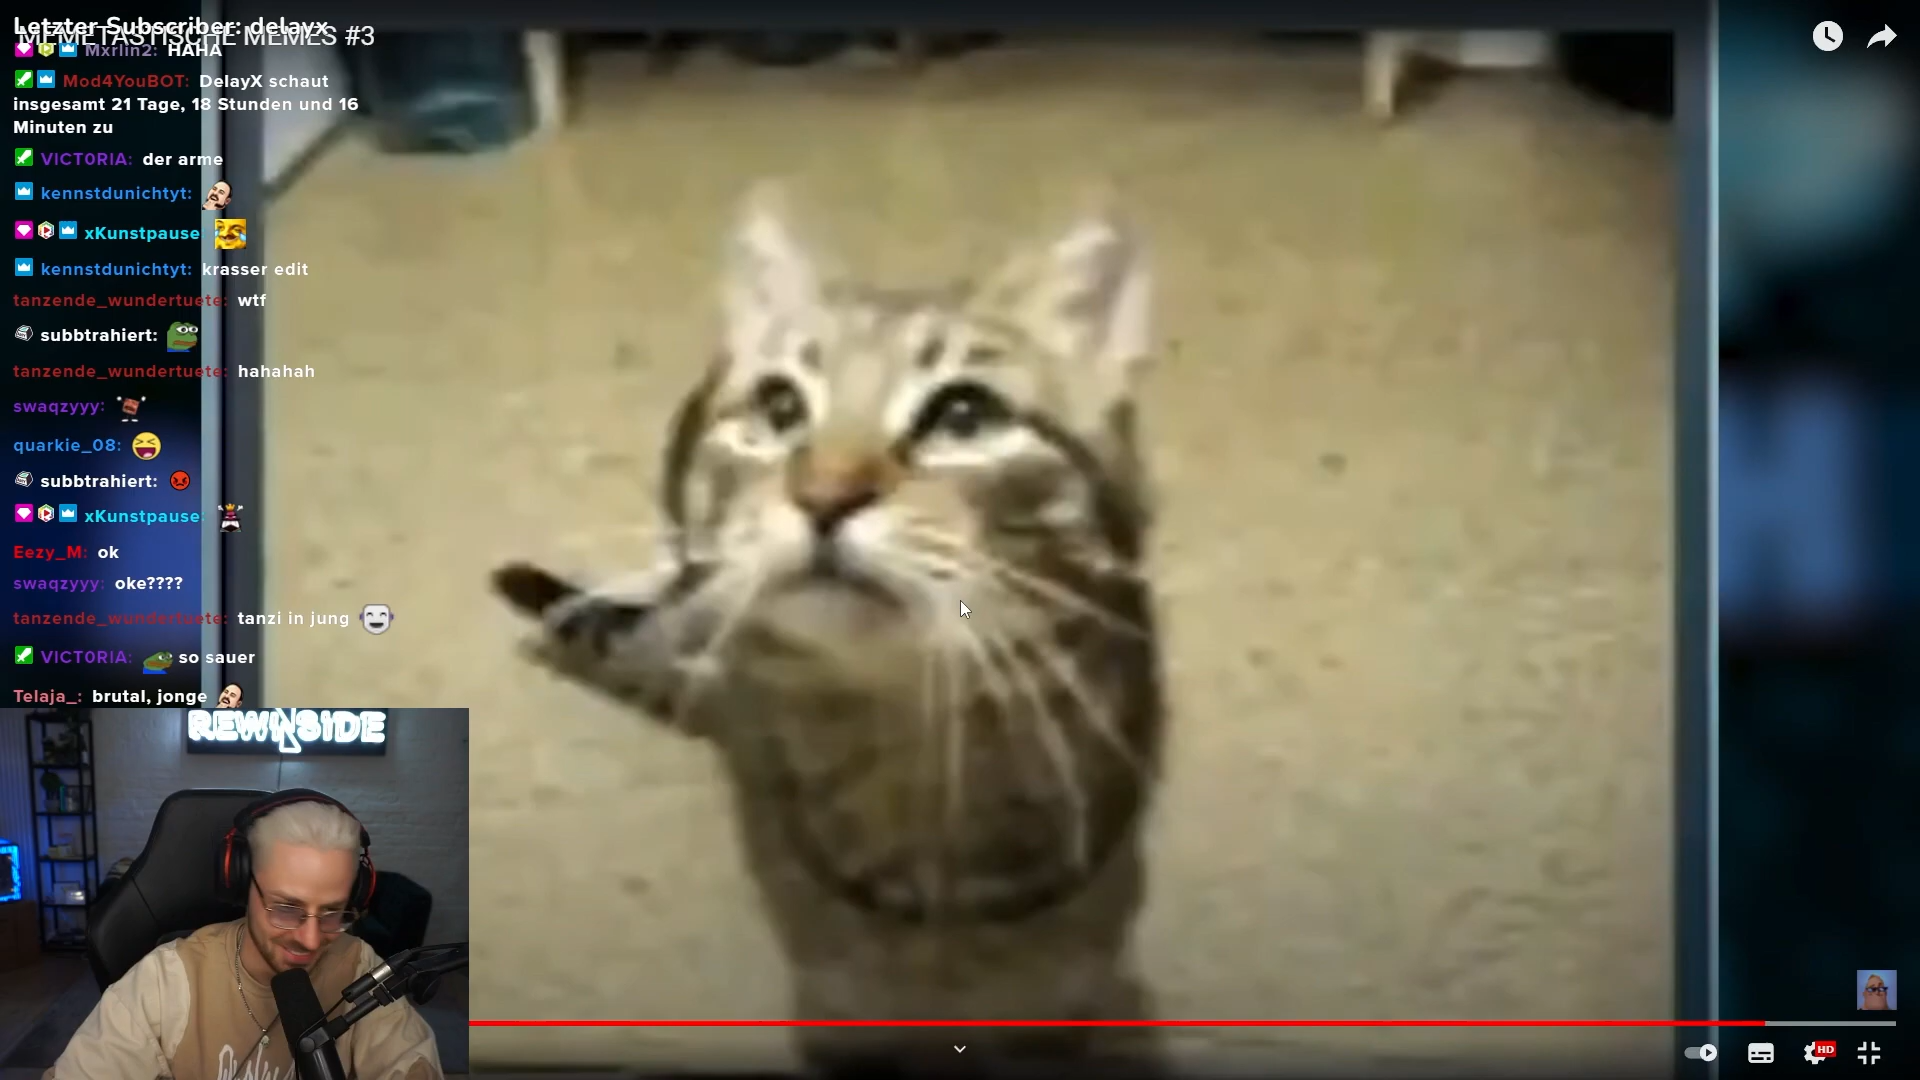 Letzter Subscriber: delayx
MEMETASTISCHE MEMES #3
Mxrlin2: HAHA
Mod4YouBOT: DelayX schaut
insgesamt 21 Tage, 18 Stunden und 16
Minuten zu
V1CT0RIA: der arme
kennstdunichtyt:
xKunstpause:
kennstdunichtyt: krasser edit
tanzende_wundertuete: wtf
subbtrahiert:
tanzende_wundertuete: hahahah
swaqzyyy:
quarkie_08:
subbtrahiert:
xKunstpause:
Eezy_M: ok
swaqzyyy: oke????
tanzende_wundertuete: tanzi in jung
V1CT0RIA: so sauer
Telaja_: brutal, jonge
REWINSIDE
HD